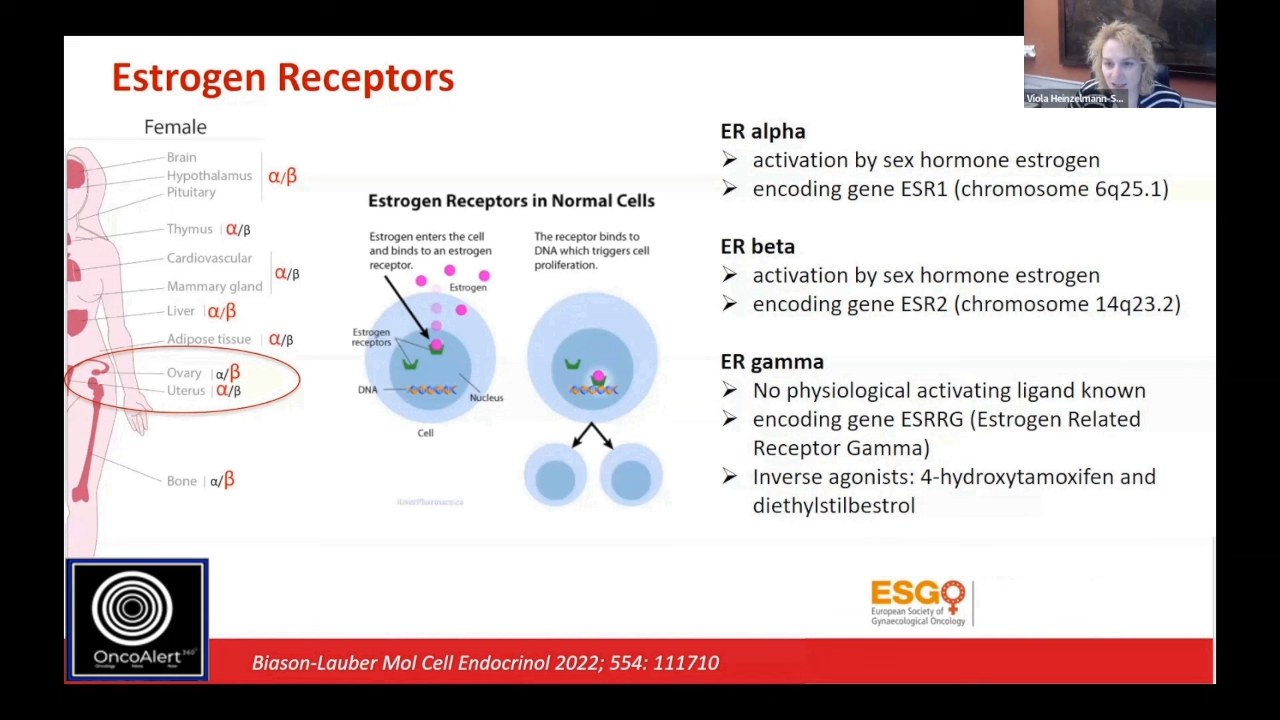 Estrogen Receptors
Viola Heinzelmann-S...
Female
Brain
Hypothalamus
Pituitary
α/β
Thymus | α/β
Cardiovascular
Mammary gland
α/β
Liver | α/β
Adipose tissue | α/β
Ovary | α/β
Uterus | α/β
Bone | α/β
Estrogen Receptors in Normal Cells
Estrogen enters the cell
and binds to an estrogen
receptor.
Estrogen
Estrogen
receptors
DNA
Nucleus
Cell
The receptor binds to
DNA which triggers cell
proliferation.
ER alpha
➤ activation by sex hormone estrogen
➤ encoding gene ESR1 (chromosome 6q25.1)
ER beta
➤ activation by sex hormone estrogen
➤ encoding gene ESR2 (chromosome 14q23.2)
ER gamma
➤ No physiological activating ligand known
➤ encoding gene ESRRG (Estrogen Related
Receptor Gamma)
➤ Inverse agonists: 4-hydroxytamoxifen and
diethylstilbestrol
OncoAlert 360°
ESGO
European Society of
Gynaecological Oncology
Biason-Lauber Mol Cell Endocrinol 2022; 554: 111710